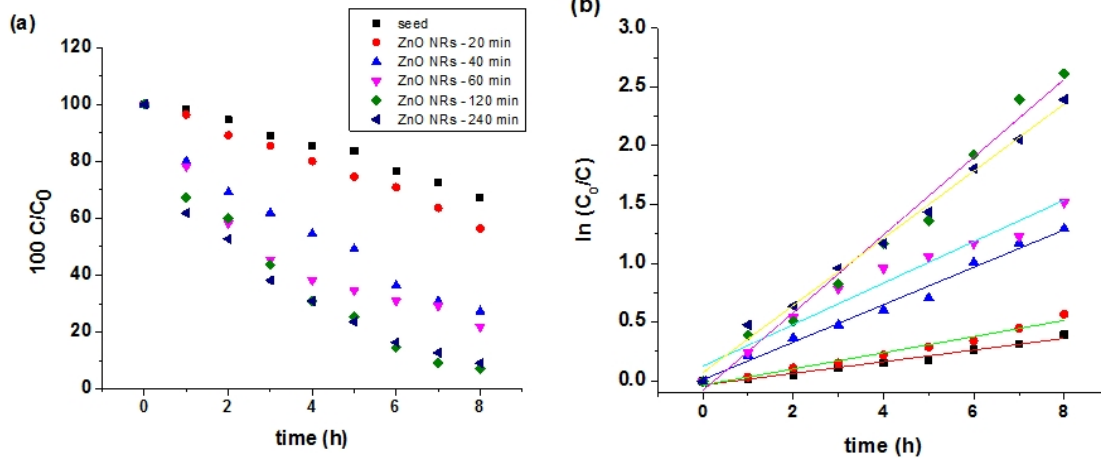 (a)
seed
ZnO NRs - 20 min
ZnO NRs - 40 min
ZnO NRs - 60 min
ZnO NRs - 120 min
ZnO NRs - 240 min
120
100
80
60
40
20
0
100 C/C0
0 2 4 6 8
time (h)
(b)
3.0
2.5
2.0
1.5
1.0
0.5
0.0
ln (C0/C)
0 2 4 6 8
time (h)